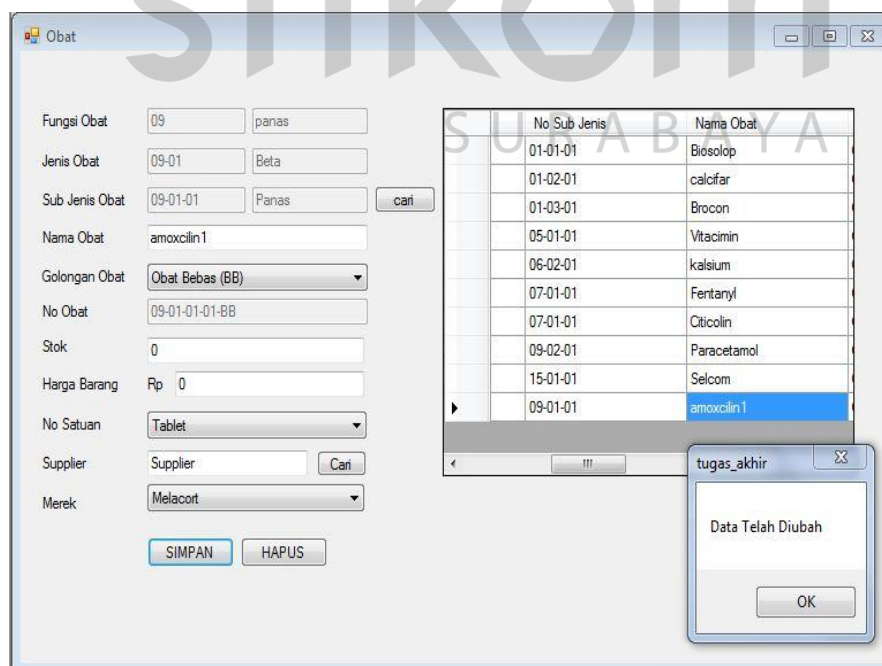 stikom
SURABAYA
Obat
Fungsi Obat 09 panas
Jenis Obat 09-01 Beta
Sub Jenis Obat 09-01-01 Panas cari
Nama Obat amoxcilin1
Golongan Obat Obat Bebas (BB)
No Obat 09-01-01-01-BB
Stok 0
Harga Barang Rp 0
No Satuan Tablet
Supplier Supplier Cari
Merek Melacort
SIMPAN HAPUS
No Sub Jenis Nama Obat
01-01-01 Biosolop
01-02-01 calcifar
01-03-01 Brocon
05-01-01 Vitacimin
06-02-01 kalsium
07-01-01 Fentanyl
07-01-01 Citicolin
09-02-01 Paracetamol
15-01-01 Selcom
09-01-01 amoxcilin1
tugas_akhir
Data Telah Diubah
OK